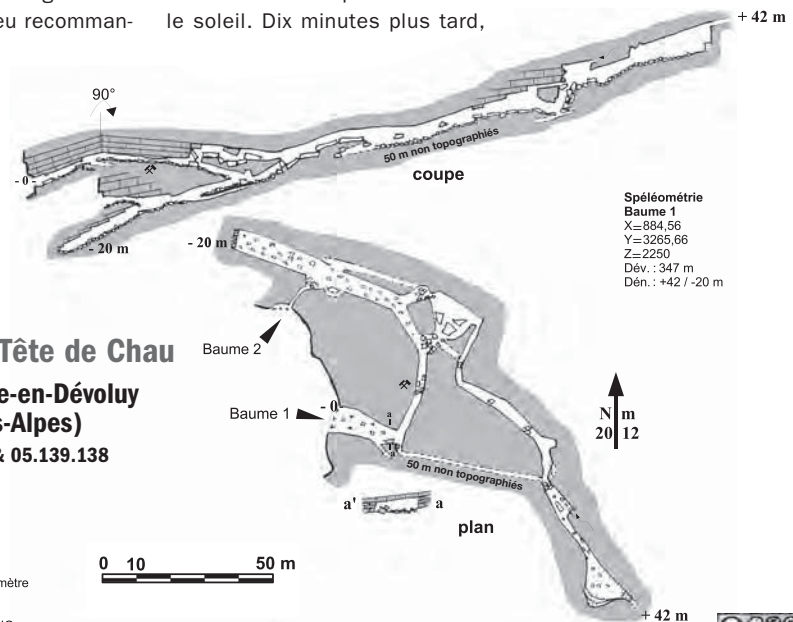 eu recomman-
le soleil. Dix minutes plus tard,
+ 42 m
90°
- 0 -
50 m non topographiés
coupe
- 20 m
Spéléométrie
Baume 1
X=884,56
Y=3265,66
Z=2250
Dév. : 347 m
Dén. : +42 / -20 m
- 20 m
Tête de Chau
Baume 2
e-en-Dévoluy
s-Alpes)
& 05.139.138
Baume 1
- 0
a
a'
N m
20 12
50 m non topographiés
a' a
plan
0 10 50 m
mètre
+ 42 m